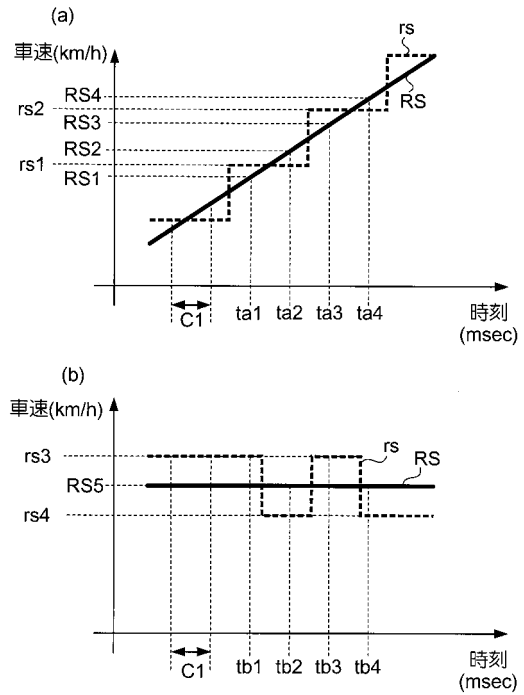 (a)
車速(km/h)
rs
RS
RS4
rs2
RS3
RS2
rs1
RS1
C1
ta1 ta2 ta3 ta4
時刻
(msec)
(b)
車速(km/h)
rs3
rs
RS
RS5
rs4
C1
tb1 tb2 tb3 tb4
時刻
(msec)